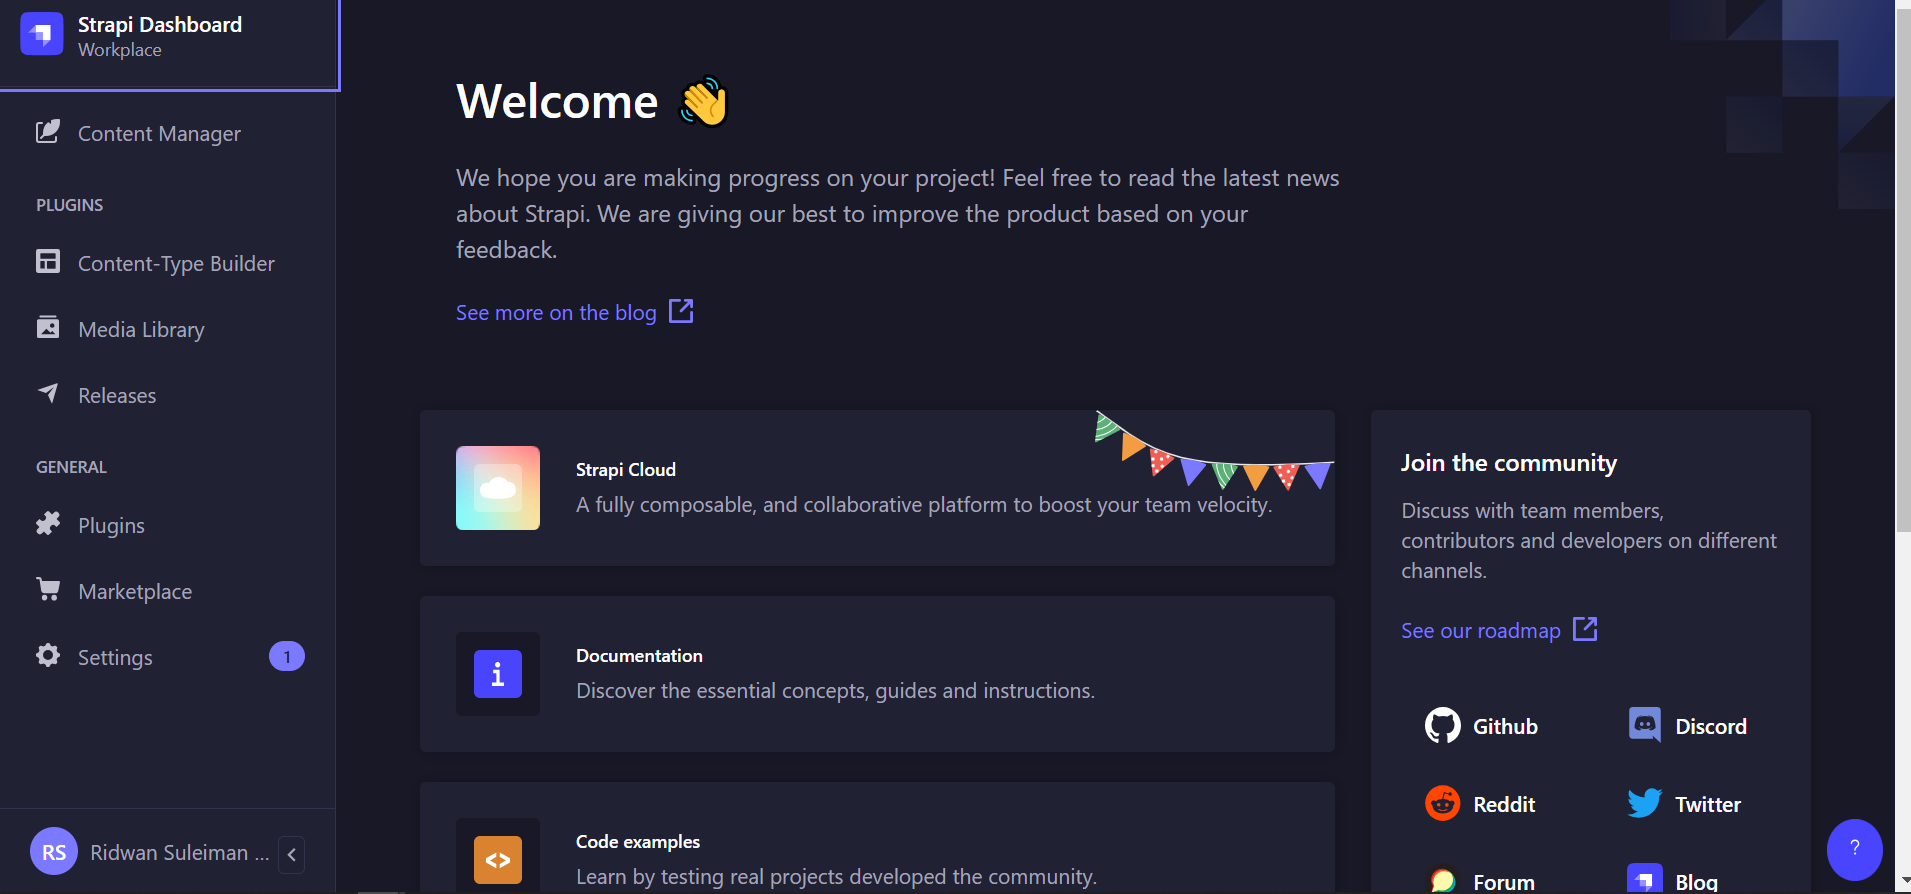 Strapi Dashboard
Workplace
Content Manager
PLUGINS
Content-Type Builder
Media Library
Releases
GENERAL
Plugins
Marketplace
Settings
1
RS
Ridwan Suleiman ...
Welcome
We hope you are making progress on your project! Feel free to read the latest news
about Strapi. We are giving our best to improve the product based on your
feedback.
See more on the blog
Strapi Cloud
A fully composable, and collaborative platform to boost your team velocity.
Documentation
Discover the essential concepts, guides and instructions.
Code examples
Learn by testing real projects developed the community.
Join the community
Discuss with team members,
contributors and developers on different
channels.
See our roadmap
Github
Discord
Reddit
Twitter
Forum
Blog
?